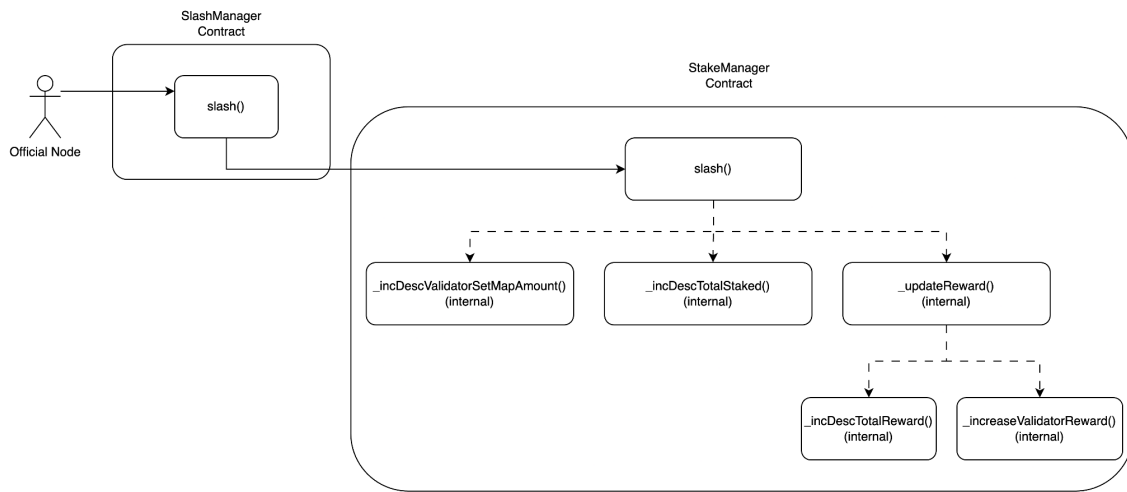 SlashManager
Contract
slash()
Official Node
StakeManager
Contract
slash()
_incDescValidatorSetMapAmount()
(internal)
_incDescTotalStaked()
(internal)
_updateReward()
(internal)
_incDescTotalReward()
(internal)
_increaseValidatorReward()
(internal)